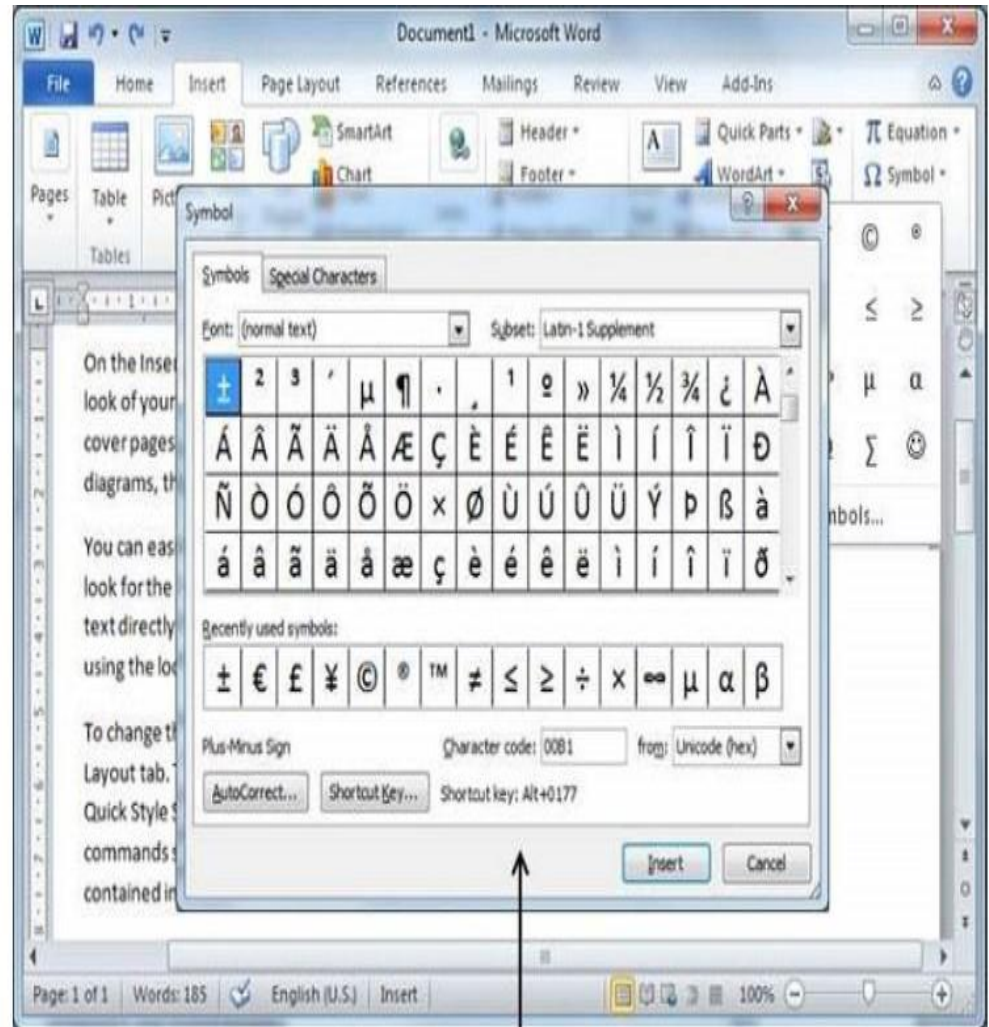 Document1 - Microsoft Word
File Home Insert Page Layout References Mailings Review View Add-Ins
SmartArt Header Quick Parts Equation
Chart Footer WordArt Ω Symbol
Pages Table
Tables
Symbol
© ®
Symbols Special Characters
≤ ≥
Font: (normal text) Subset: Latin-1 Supplement
± ² ³ ´ µ ¶ · ¸ ¹ º » ¼ ½ ¾ ¿ À
µ α
Á Â Ã Ä Å Æ Ç È É Ê Ë Ì Í Î Ï Ð
∑ ☺
Ñ Ò Ó Ô Õ Ö × Ø Ù Ú Û Ü Ý Þ ß à
á â ã ä å æ ç è é ê ë ì í î ï ð
Recently used symbols:
± € £ ¥ © ® ™ ≠ ≤ ≥ ÷ × ∞ µ α β
Plus-Minus Sign Character code: 00B1 from: Unicode (hex)
AutoCorrect... Shortcut Key... Shortcut key: Alt+0177
Insert Cancel
On the
look of your
cover pages
diagrams,
You can
look for the
text directly
using the
To change
Layout tab.
Quick Style
commands
contained in
Page: 1 of 1 Words: 185 English (U.S.) Insert 100%